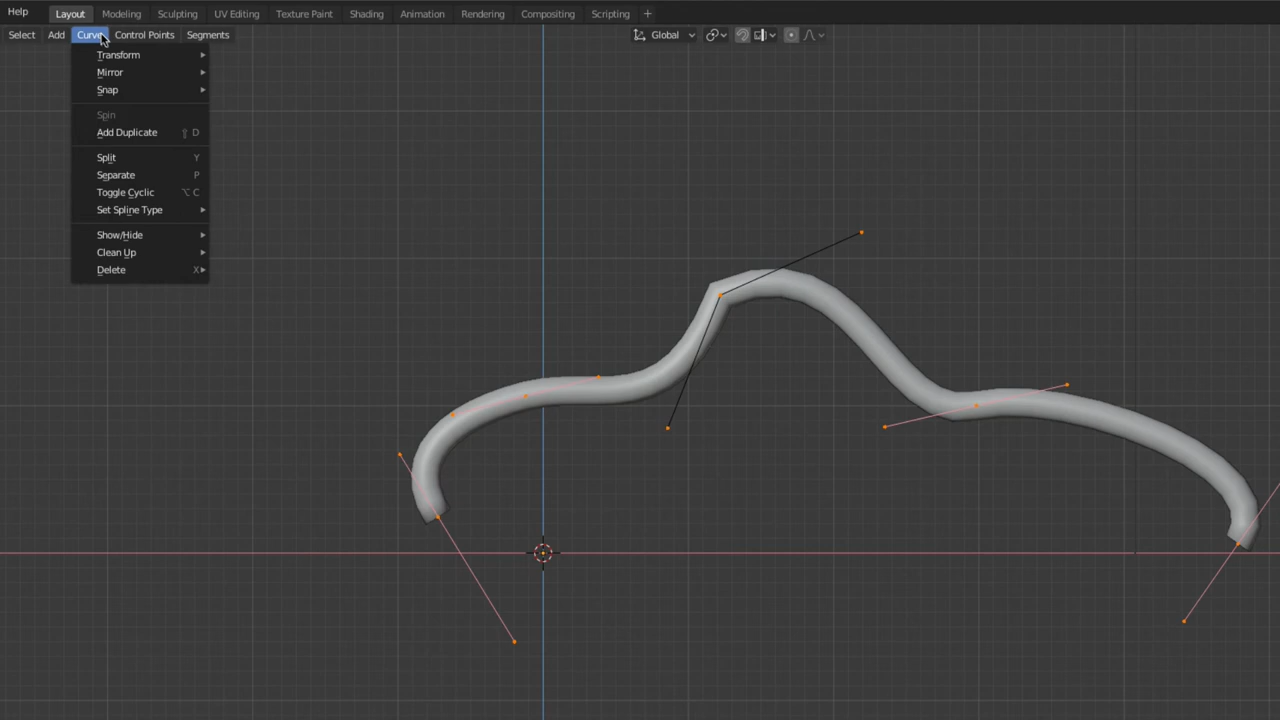 Help Layout Modeling Sculpting UV Editing Texture Paint Shading Animation Rendering Compositing Scripting +
Select Add Curve Control Points Segments Global
Transform
Mirror
Snap
Spin
Add Duplicate ⇧ D
Split Y
Separate P
Toggle Cyclic ⌥ C
Set Spline Type
Show/Hide
Clean Up
Delete X